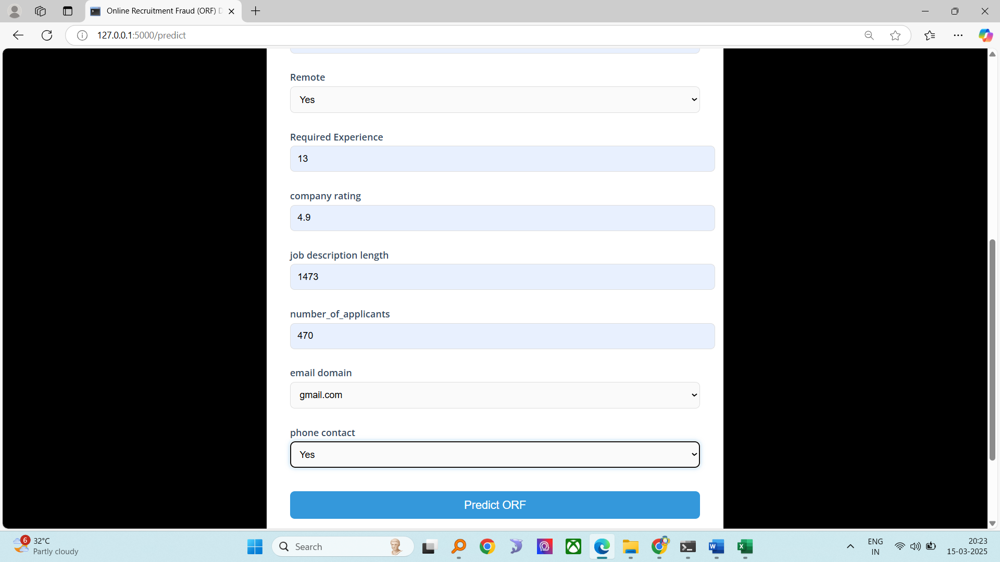 Online Recruitment Fraud (ORF) D
127.0.0.1:5000/predict
Remote
Yes
Required Experience
13
company rating
4.9
job description length
1473
number_of_applicants
470
email domain
gmail.com
phone contact
Yes
Predict ORF
6
32°C
Partly cloudy
Search
ENG
IN
20:23
15-03-2025